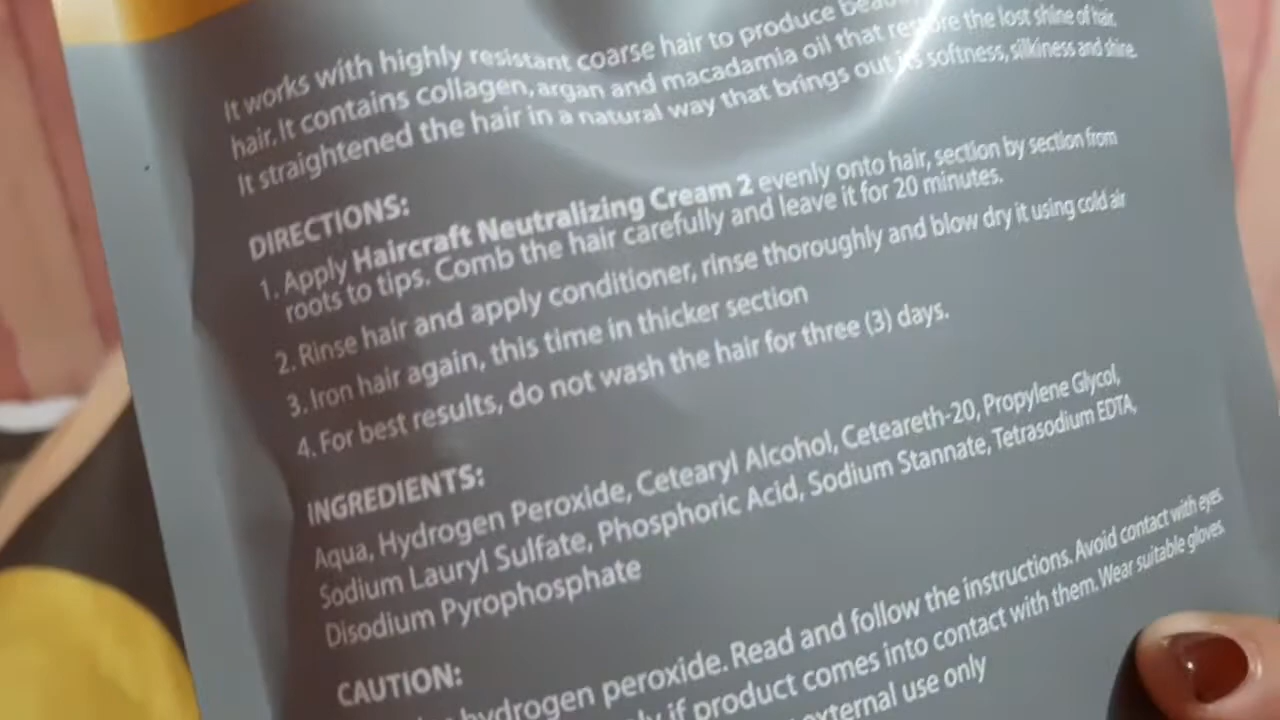 It works with highly resistant coarse hair to produce
hair. It contains collagen, argan and macadamia oil that restore the lost shine of hair.
It straightened the hair in a natural way that brings out its softness, silkiness and shine.
DIRECTIONS:
1. Apply Haircraft Neutralizing Cream 2 evenly onto hair, section by section from
roots to tips. Comb the hair carefully and leave it for 20 minutes.
2. Rinse hair and apply conditioner, rinse thoroughly and blow dry it using cold air
3. Iron hair again, this time in thicker section
4. For best results, do not wash the hair for three (3) days.
INGREDIENTS:
Aqua, Hydrogen Peroxide, Cetearyl Alcohol, Ceteareth-20, Propylene Glycol,
Sodium Lauryl Sulfate, Phosphoric Acid, Sodium Stannate, Tetrasodium EDTA,
Disodium Pyrophosphate
CAUTION:
hydrogen peroxide. Read and follow the instructions. Avoid contact with eyes.
if product comes into contact with them. Wear suitable gloves.
external use only